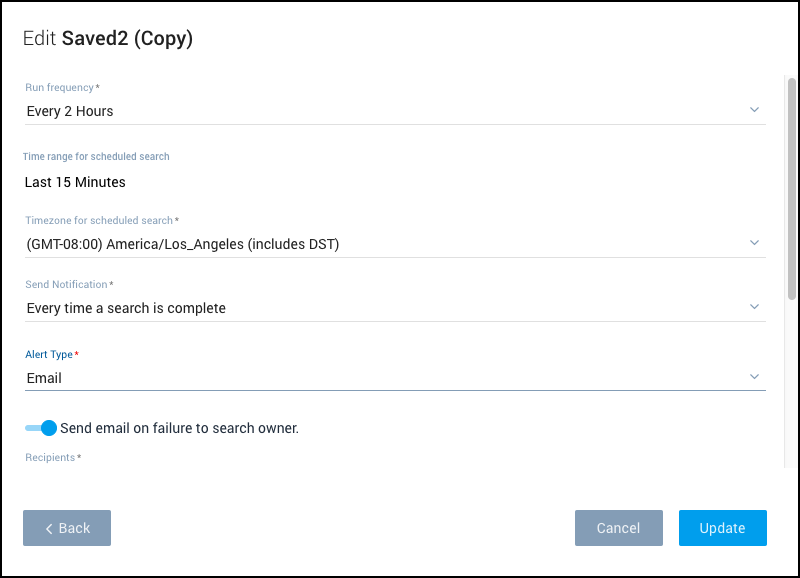 Edit Saved2 (Copy)
Run frequency *
Every 2 Hours
Time range for scheduled search
Last 15 Minutes
Timezone for scheduled search *
(GMT-08:00) America/Los_Angeles (includes DST)
Send Notification *
Every time a search is complete
Alert Type *
Email
Send email on failure to search owner.
Recipients *
Back Cancel Update